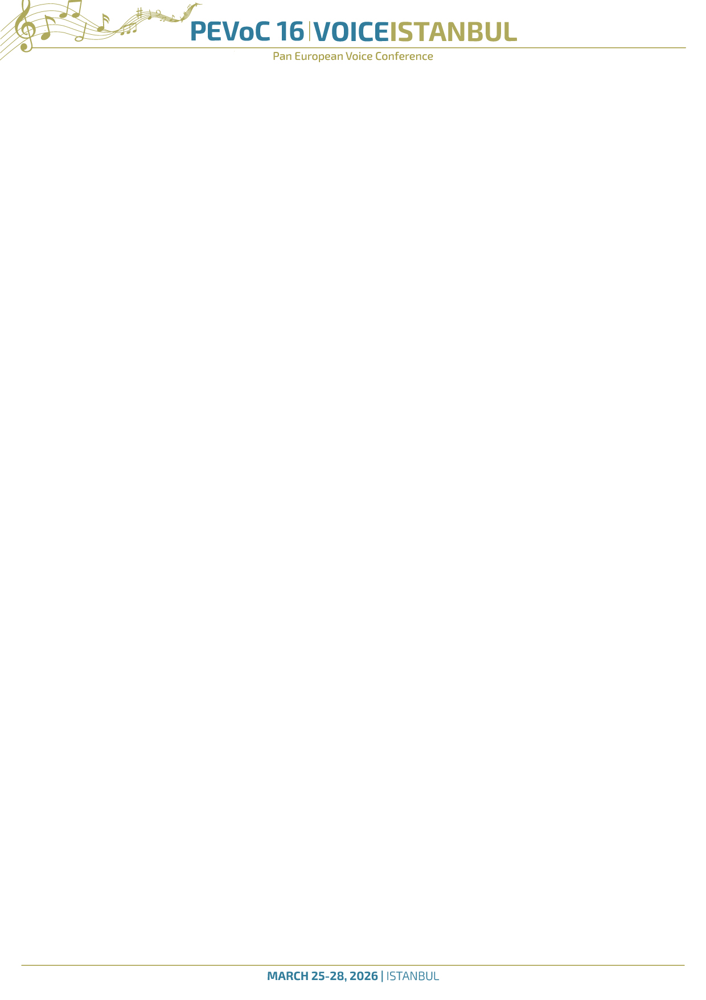 PEVoC 16 | VOICEISTANBUL
Pan European Voice Conference
MARCH 25-28, 2026 | ISTANBUL